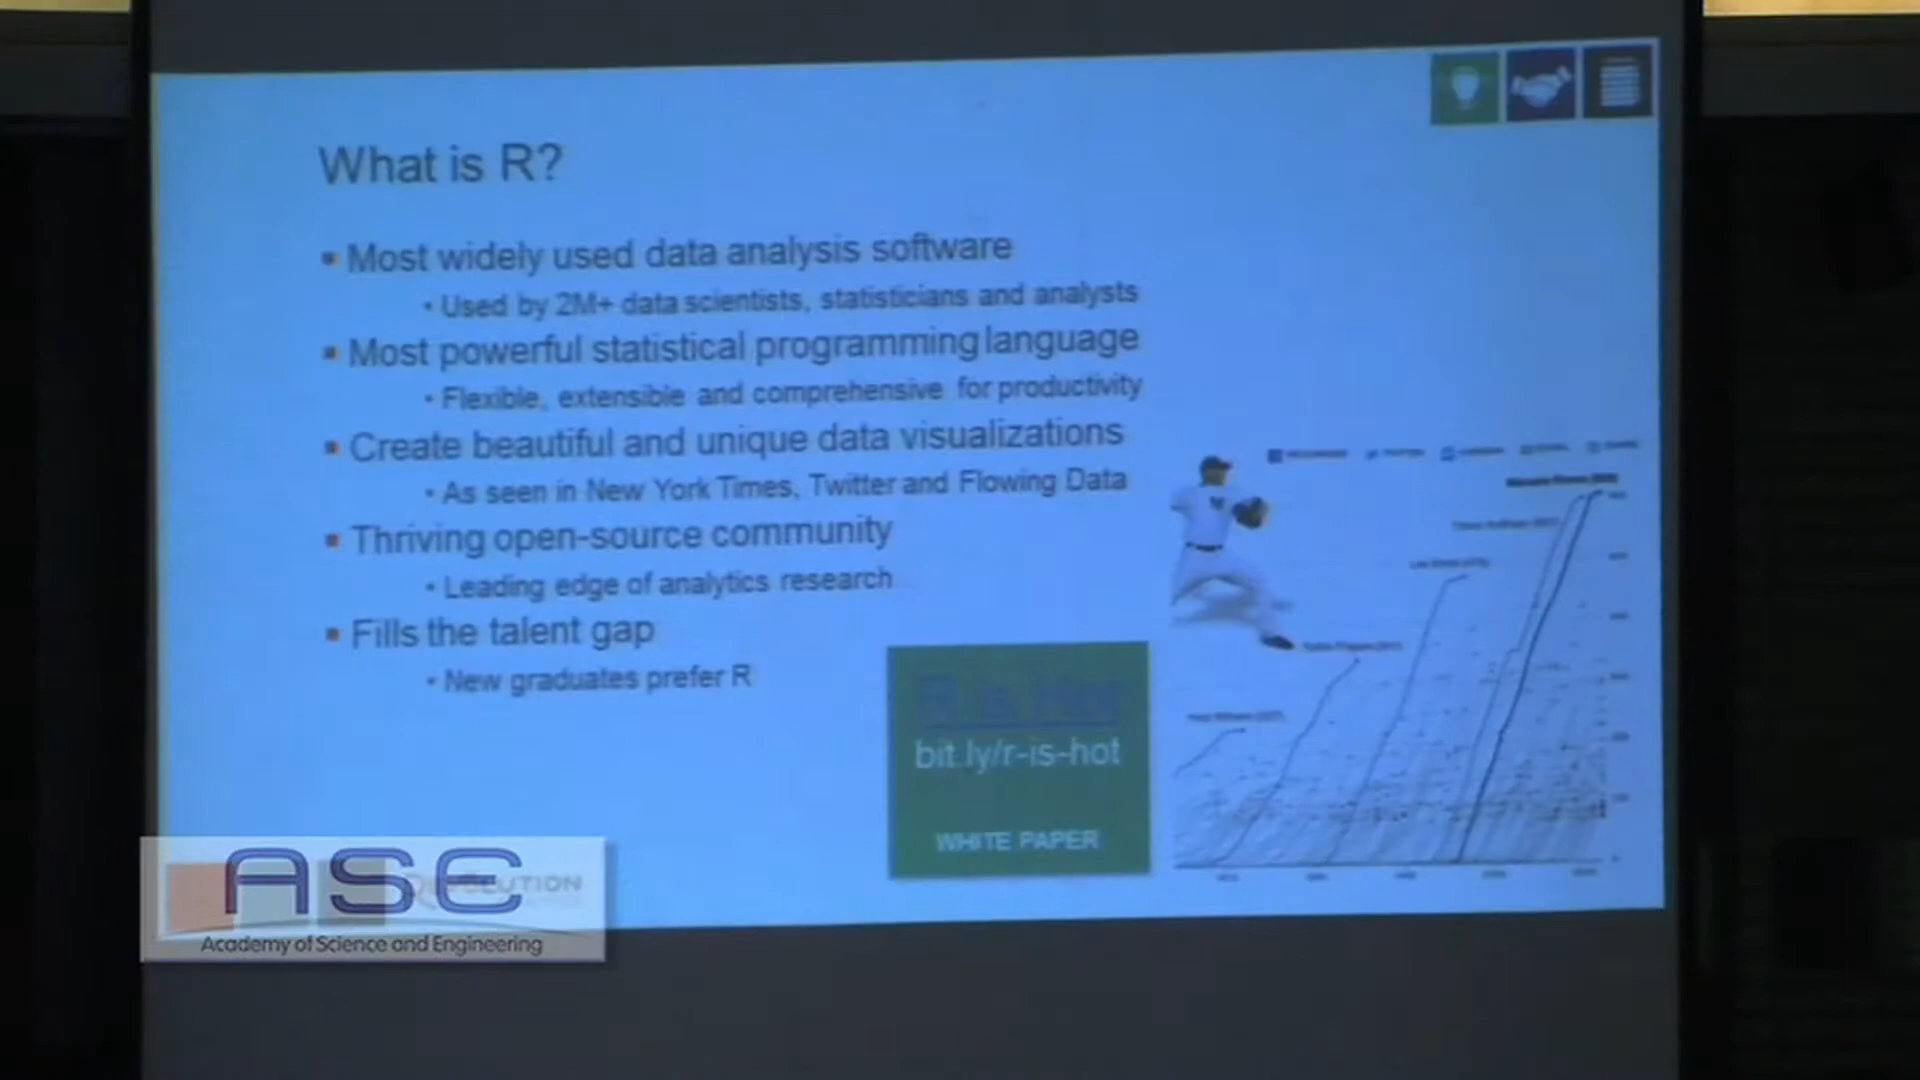 What is R?
▪ Most widely used data analysis software
• Used by 2M+ data scientists, statisticians and analysts
▪ Most powerful statistical programming language
• Flexible, extensible and comprehensive for productivity
▪ Create beautiful and unique data visualizations
• As seen in New York Times, Twitter and Flowing Data
▪ Thriving open-source community
• Leading edge of analytics research
▪ Fills the talent gap
• New graduates prefer R
R is Hot
bit.ly/r-is-hot
WHITE PAPER
ASE
Academy of Science and Engineering